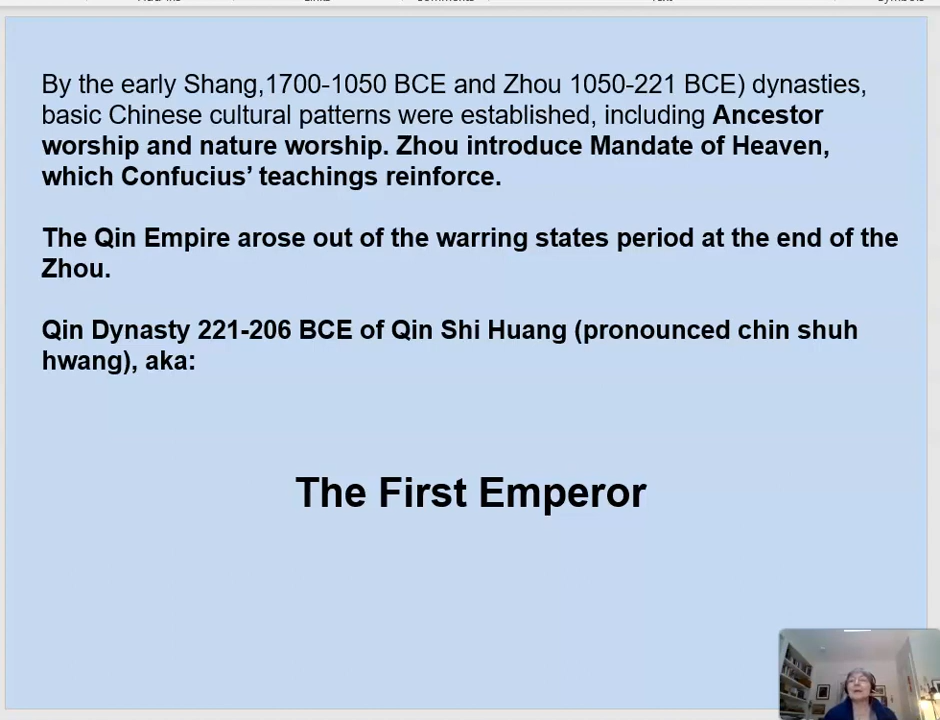 By the early Shang,1700-1050 BCE and Zhou 1050-221 BCE) dynasties,
basic Chinese cultural patterns were established, including Ancestor
worship and nature worship. Zhou introduce Mandate of Heaven,
which Confucius’ teachings reinforce.
The Qin Empire arose out of the warring states period at the end of the
Zhou.
Qin Dynasty 221-206 BCE of Qin Shi Huang (pronounced chin shuh
hwang), aka:
The First Emperor